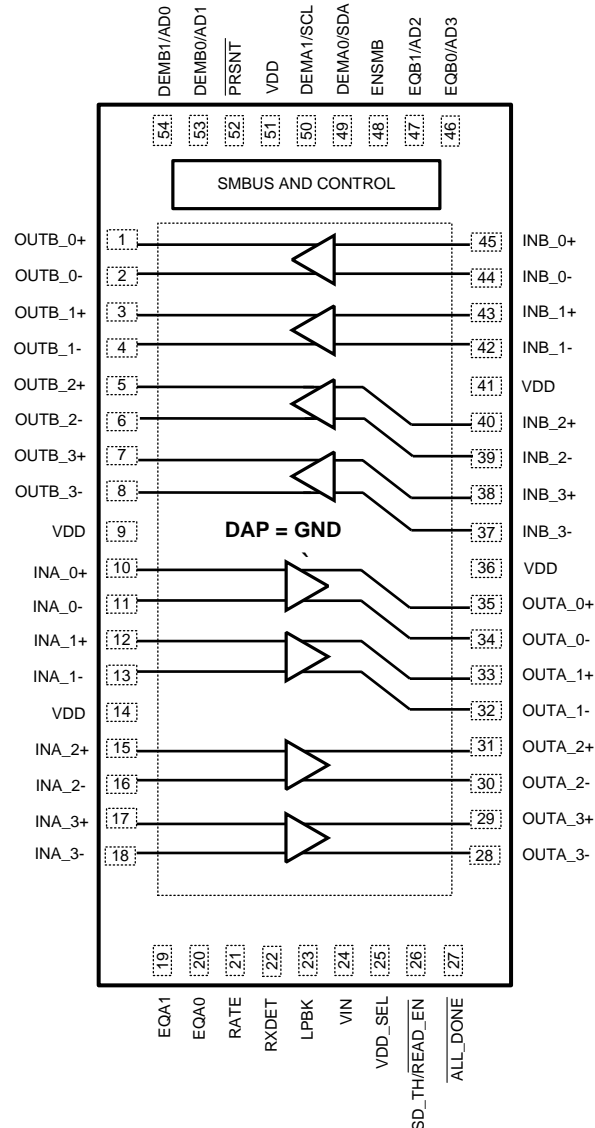 DEMB1/AD0
DEMB0/AD1
PRSNT
VDD
DEMA1/SCL
DEMA0/SDA
ENSMB
EQB1/AD2
EQB0/AD3
54
53
52
51
50
49
48
47
46
SMBUS AND CONTROL
OUTB_0+ 1 45 INB_0+
OUTB_0- 2 44 INB_0-
OUTB_1+ 3 43 INB_1+
OUTB_1- 4 42 INB_1-
OUTB_2+ 5 41 VDD
OUTB_2- 6 40 INB_2+
OUTB_3+ 7 39 INB_2-
OUTB_3- 8 38 INB_3+
VDD 9 DAP = GND 37 INB_3-
`
INA_0+ 10 36 VDD
INA_0- 11 35 OUTA_0+
INA_1+ 12 34 OUTA_0-
INA_1- 13 33 OUTA_1+
VDD 14 32 OUTA_1-
INA_2+ 15 31 OUTA_2+
INA_2- 16 30 OUTA_2-
INA_3+ 17 29 OUTA_3+
INA_3- 18 28 OUTA_3-
19
20
21
22
23
24
25
26
27
EQA1
EQA0
RATE
RXDET
LPBK
VIN
VDD_SEL
SD_TH/READ_EN
ALL_DONE